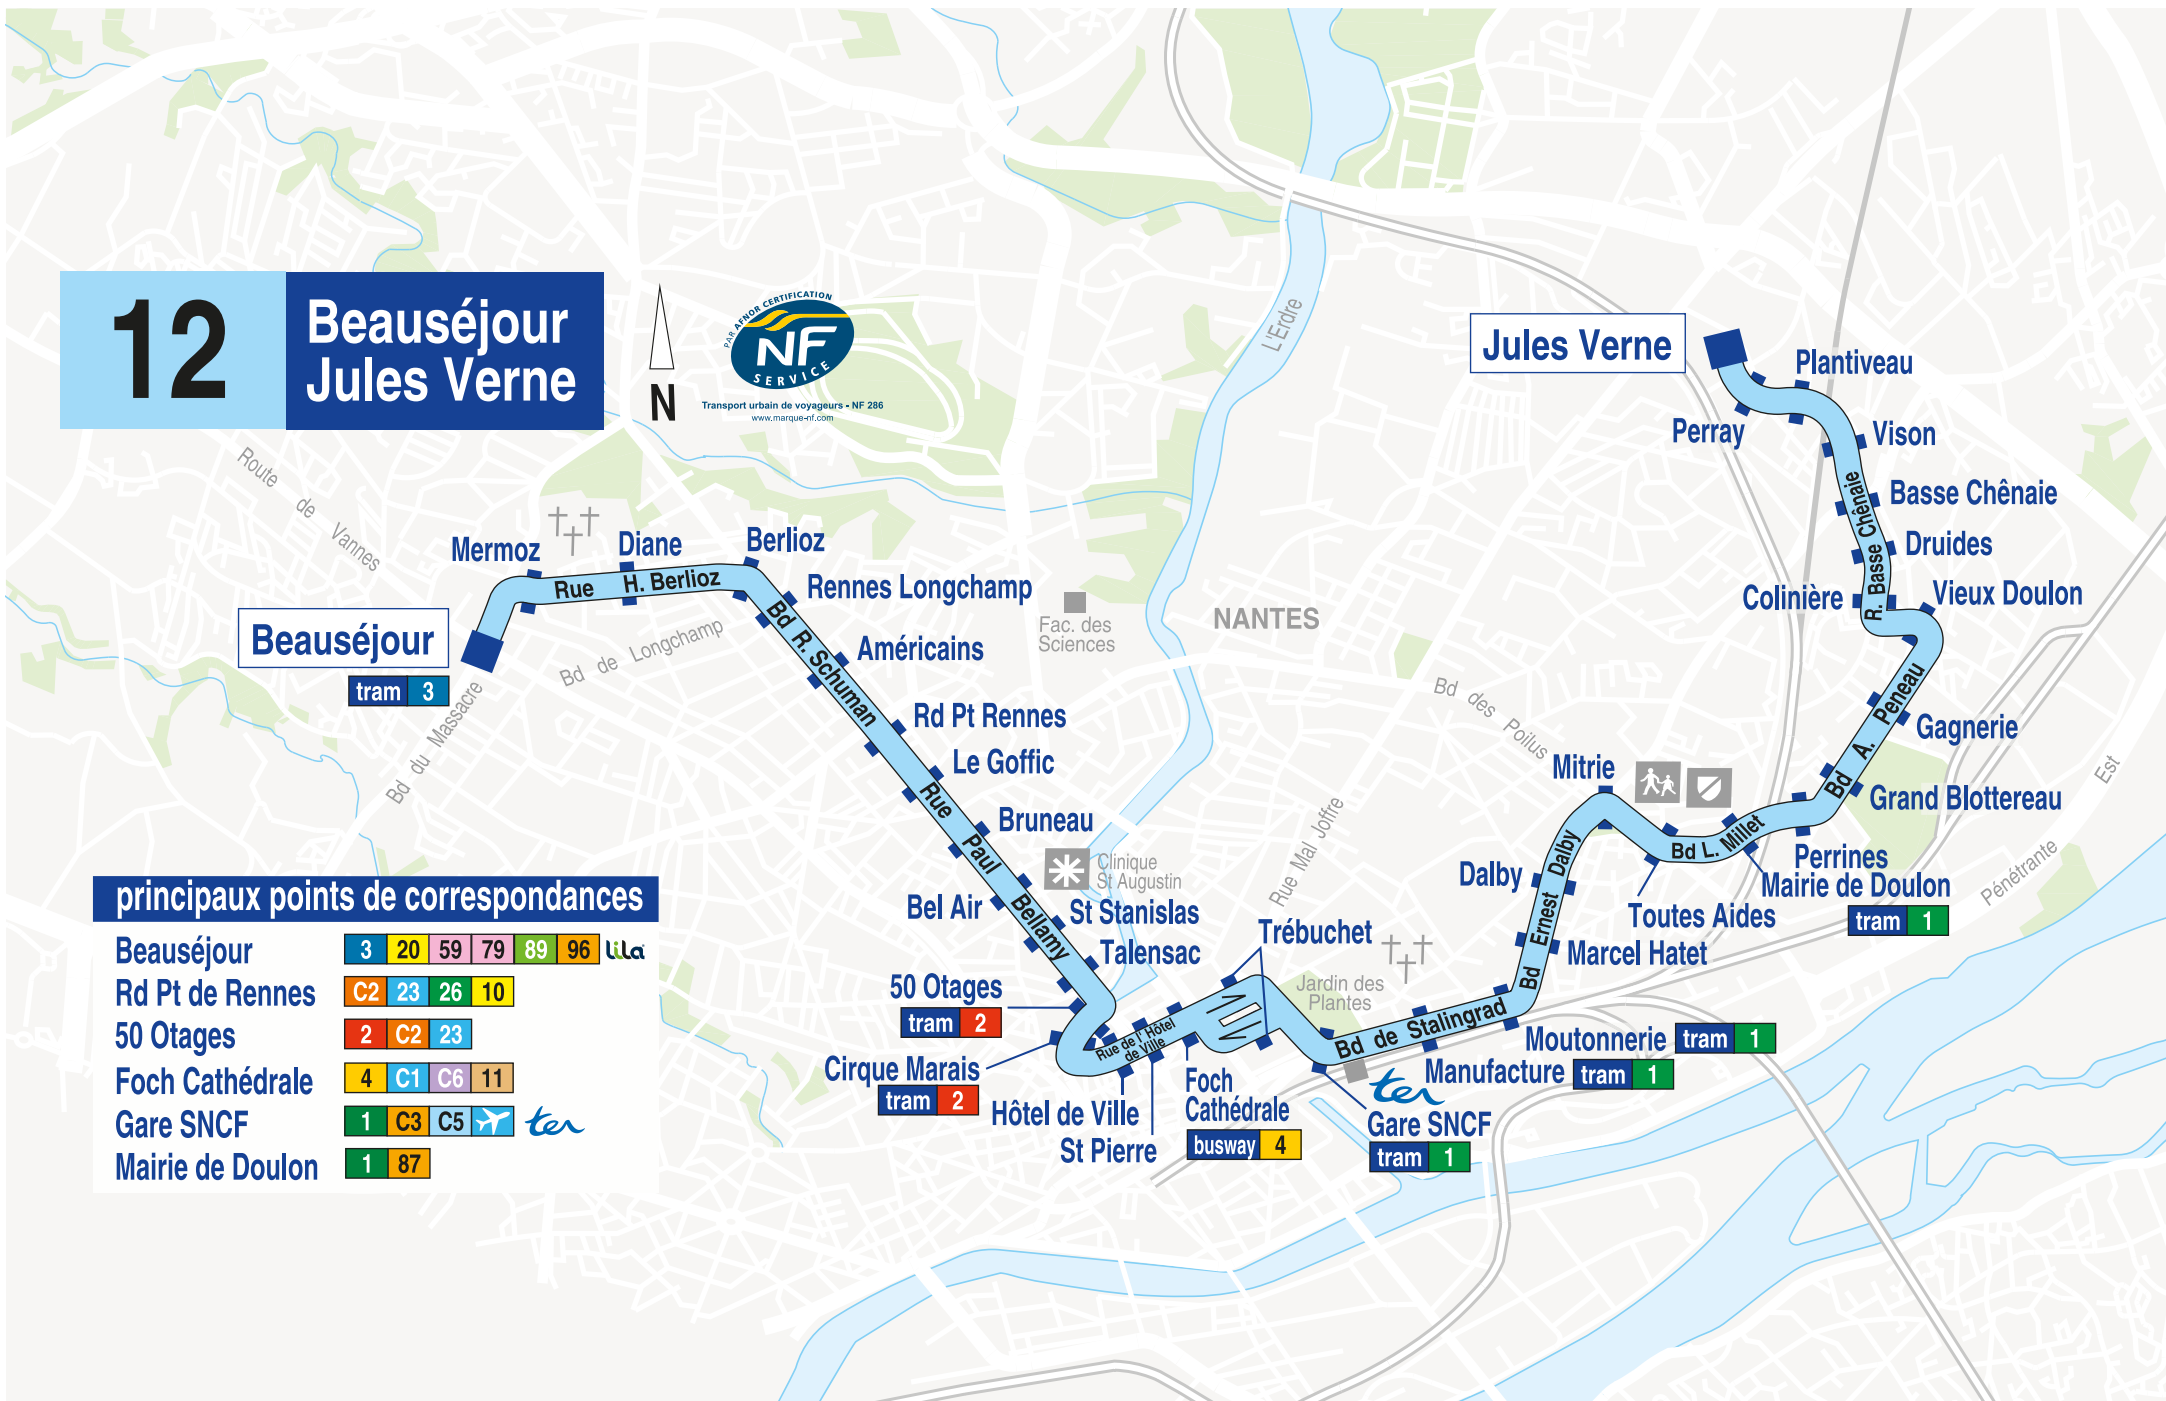 12
Beauséjour
Jules Verne
N
PAR AFNOR CERTIFICATION
NF
SERVICE
Transport urbain de voyageurs - NF 286
www.marque-nf.com
L'Erdre
Jules Verne
Plantiveau
Perray
Vison
Basse Chênaie
R. Basse Chênaie
Druides
Colinière
Vieux Doulon
Route de Vannes
Mermoz
Diane
Berlioz
Rue H. Berlioz
Rennes Longchamp
Beauséjour
tram 3
Bd de Longchamp
Bd du Massacre
Bd R. Schuman
Américains
Fac. des
Sciences
NANTES
Rd Pt Rennes
Le Goffic
Rue Paul Bellamy
Bruneau
Clinique
St Augustin
Bel Air
St Stanislas
Talensac
50 Otages
tram 2
Cirque Marais
tram 2
Rue de l'Hôtel
de Ville
Hôtel de Ville
St Pierre
Foch
Cathédrale
busway 4
Trébuchet
Rue Mal Joffre
Jardin des
Plantes
Bd de Stalingrad
ter
Gare SNCF
tram 1
Manufacture tram 1
Moutonnerie tram 1
Bd Ernest Dalby
Marcel Hatet
Dalby
Mitrie
Bd des Poilus
Toutes Aides
Bd L. Millet
Perrines
Mairie de Doulon
tram 1
Grand Blottereau
Gagnerie
Bd A. Peneau
Pénétrante Est
principaux points de correspondances
Beauséjour 3 20 59 79 89 96 Lila
Rd Pt de Rennes C2 23 26 10
50 Otages 2 C2 23
Foch Cathédrale 4 C1 C6 11
Gare SNCF 1 C3 C5 ter
Mairie de Doulon 1 87